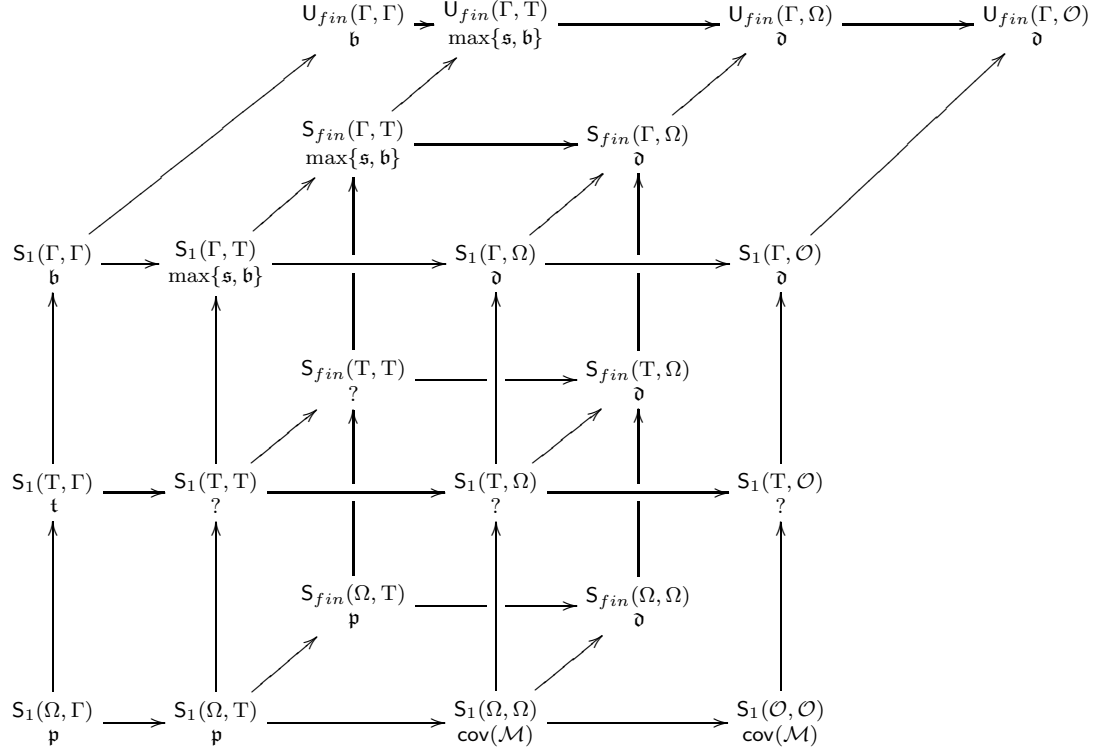 U_fin(Γ, Γ) U_fin(Γ, T) U_fin(Γ, Ω) U_fin(Γ, 𝒪)
𝔟 max{𝔰, 𝔟} 𝔡 𝔡
S_fin(Γ, T) S_fin(Γ, Ω)
max{𝔰, 𝔟} 𝔡
S_1(Γ, Γ) S_1(Γ, T) S_1(Γ, Ω) S_1(Γ, 𝒪)
𝔟 max{𝔰, 𝔟} 𝔡 𝔡
S_fin(T, T) S_fin(T, Ω)
? 𝔡
S_1(T, Γ) S_1(T, T) S_1(T, Ω) S_1(T, 𝒪)
𝔱 ? ? ?
S_fin(Ω, T) S_fin(Ω, Ω)
𝔭 𝔡
S_1(Ω, Γ) S_1(Ω, T) S_1(Ω, Ω) S_1(𝒪, 𝒪)
𝔭 𝔭 cov(ℳ) cov(ℳ)